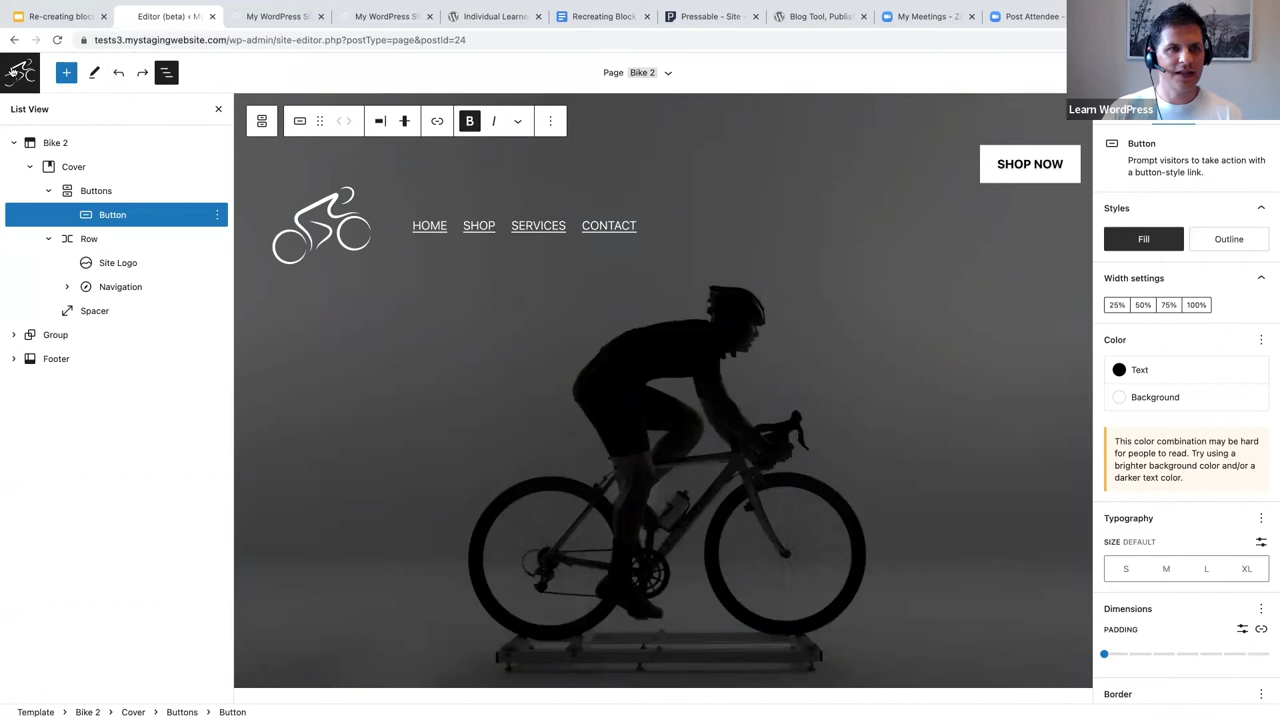 Re-creating block
Editor (beta) ‹ My
My WordPress Sit
My WordPress Sit
Individual Learne
Recreating Block
Pressable - Site -
Blog Tool, Publis
My Meetings - Z
Post Attendee -
tests3.mystagingwebsite.com/wp-admin/site-editor.php?postType=page&postId=24
Page Bike 2
Learn WordPress
List View
Bike 2
Cover
Buttons
Button
Row
Site Logo
Navigation
Spacer
Group
Footer
B I
SHOP NOW
HOME SHOP SERVICES CONTACT
Button
Prompt visitors to take action with
a button-style link.
Styles
Fill Outline
Width settings
25% 50% 75% 100%
Color
Text
Background
This color combination may be hard
for people to read. Try using a
brighter background color and/or a
darker text color.
Typography
SIZE DEFAULT
S M L XL
Dimensions
PADDING
Border
Template Bike 2 Cover Buttons Button